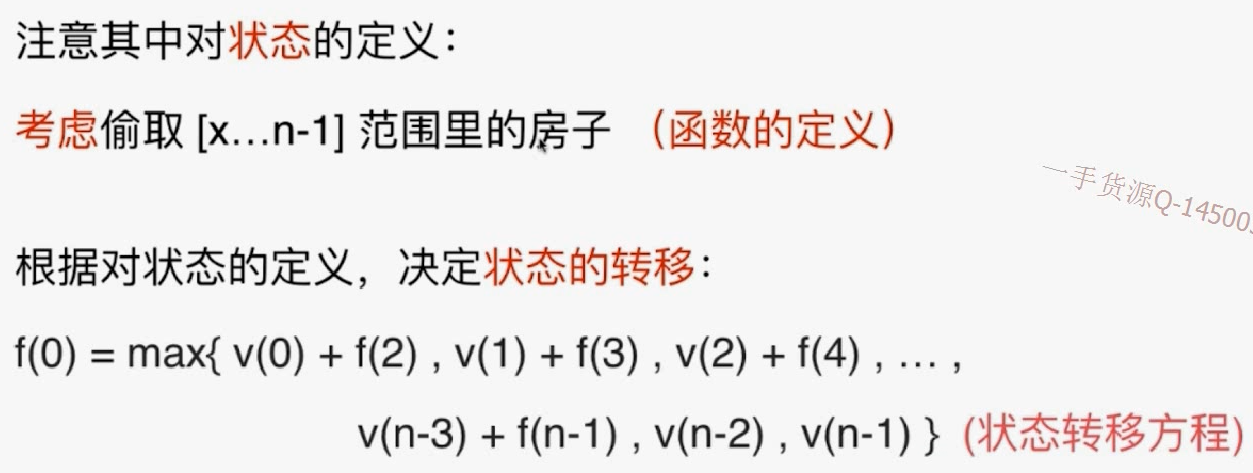 注意其中对状态的定义：
考虑偷取 [x…n-1] 范围里的房子 （函数的定义）
一手货源Q-14500
根据对状态的定义，决定状态的转移：
f(0) = max{ v(0) + f(2) , v(1) + f(3) , v(2) + f(4) , … ,
v(n-3) + f(n-1) , v(n-2) , v(n-1) } (状态转移方程)